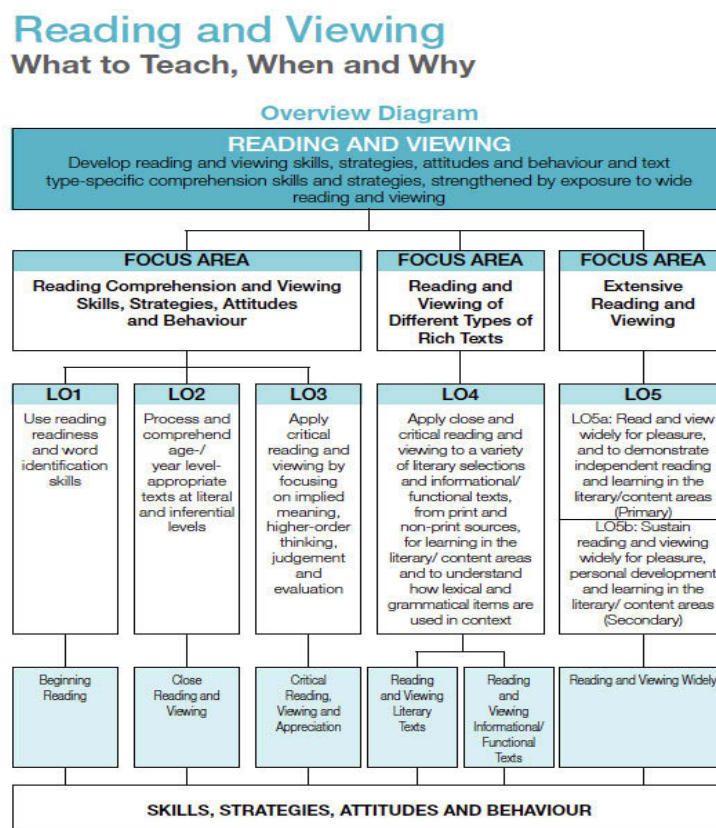 Reading and Viewing
What to Teach, When and Why
Overview Diagram
READING AND VIEWING
Develop reading and viewing skills, strategies, attitudes and behaviour and text
type-specific comprehension skills and strategies, strengthened by exposure to wide
reading and viewing
FOCUS AREA
Reading Comprehension and Viewing
Skills, Strategies, Attitudes
and Behaviour
FOCUS AREA
Reading and
Viewing of
Different Types of
Rich Texts
FOCUS AREA
Extensive
Reading and
Viewing
LO1
Use reading
readiness
and word
identification
skills
LO2
Process and
comprehend
age-/
year level-
appropriate
texts at literal
and inferential
levels
LO3
Apply
critical
reading and
viewing by
focusing
on implied
meaning,
higher-order
thinking,
judgement
and
evaluation
LO4
Apply close and
critical reading and
viewing to a variety
of literary selections
and informational/
functional texts,
from print and
non-print sources,
for learning in the
literary/ content areas
and to understand
how lexical and
grammatical items are
used in context
LO5
LO5a: Read and view
widely for pleasure,
and to demonstrate
independent reading
and learning in the
literary/content areas
(Primary)
LO5b: Sustain
reading and viewing
widely for pleasure,
personal development
and learning in the
literary/ content areas
(Secondary)
Beginning
Reading
Close
Reading and
Viewing
Critical
Reading,
Viewing and
Appreciation
Reading
and Viewing
Literary
Texts
Reading
and
Viewing
Informational/
Functional
Texts
Reading and Viewing Widely
SKILLS, STRATEGIES, ATTITUDES AND BEHAVIOUR